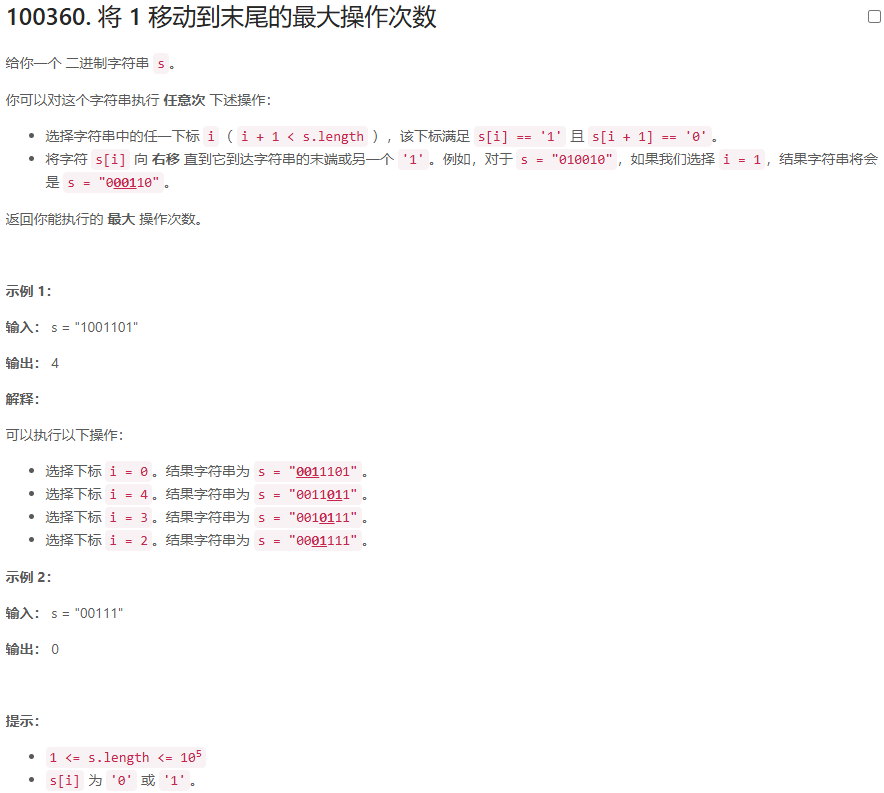 100360. 将 1 移动到末尾的最大操作次数
给你一个 二进制字符串 s 。
你可以对这个字符串执行 任意次 下述操作：
选择字符串中的任一下标 i（ i + 1 < s.length ），该下标满足 s[i] == '1' 且 s[i + 1] == '0' 。
将字符 s[i] 向 右移 直到它到达字符串的末端或另一个 '1' 。例如，对于 s = "010010"，如果我们选择 i = 1，结果字符串将会
是 s = "000110" 。
返回你能执行的 最大 操作次数。
示例 1：
输入： s = "1001101"
输出： 4
解释：
可以执行以下操作：
选择下标 i = 0 。结果字符串为 s = "0011101" 。
选择下标 i = 4 。结果字符串为 s = "0011011" 。
选择下标 i = 3 。结果字符串为 s = "0010111" 。
选择下标 i = 2 。结果字符串为 s = "0001111" 。
示例 2：
输入： s = "00111"
输出： 0
提示：
1 <= s.length <= 10⁵
s[i] 为 '0' 或 '1' 。